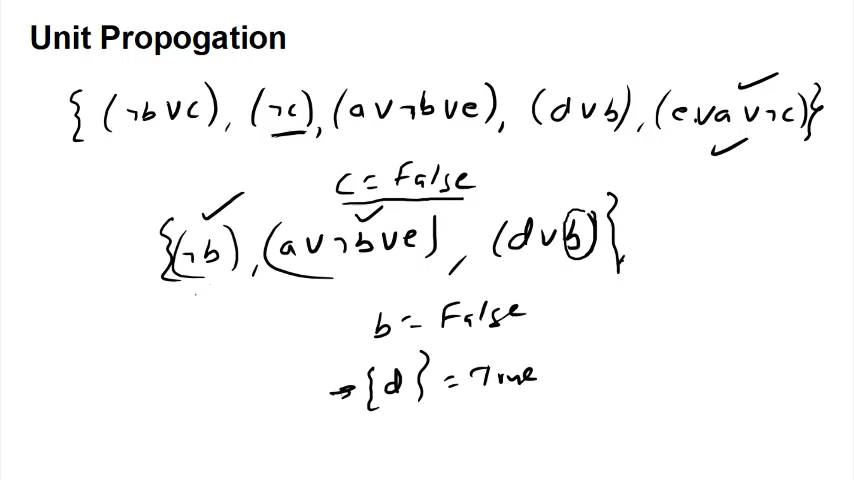 Unit Propogation
{ (¬b ∨ c), (¬c), (a ∨ ¬b ∨ e), (d ∨ b), (e ∨ a ∨ ¬c) }
c = False
{ (¬b), (a ∨ ¬b ∨ e), (d ∨ b) }
b = False
→ { d } = True